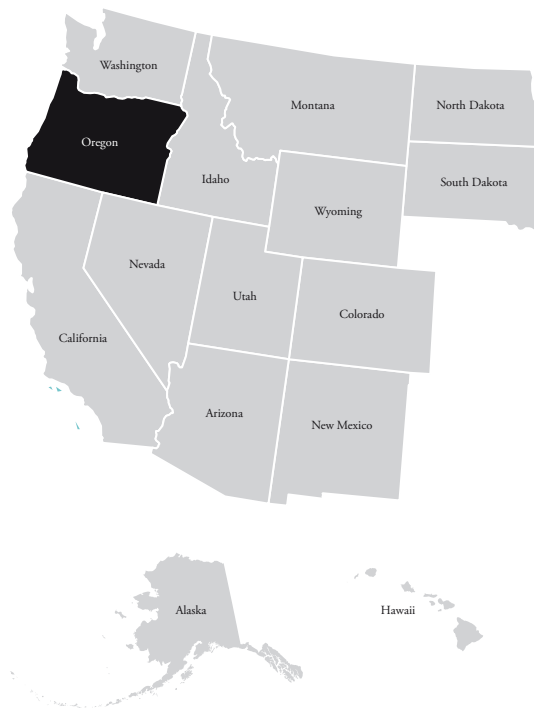 Washington
Montana
North Dakota
Oregon
Idaho
South Dakota
Wyoming
Nevada
Utah
Colorado
California
Arizona
New Mexico
Alaska
Hawaii